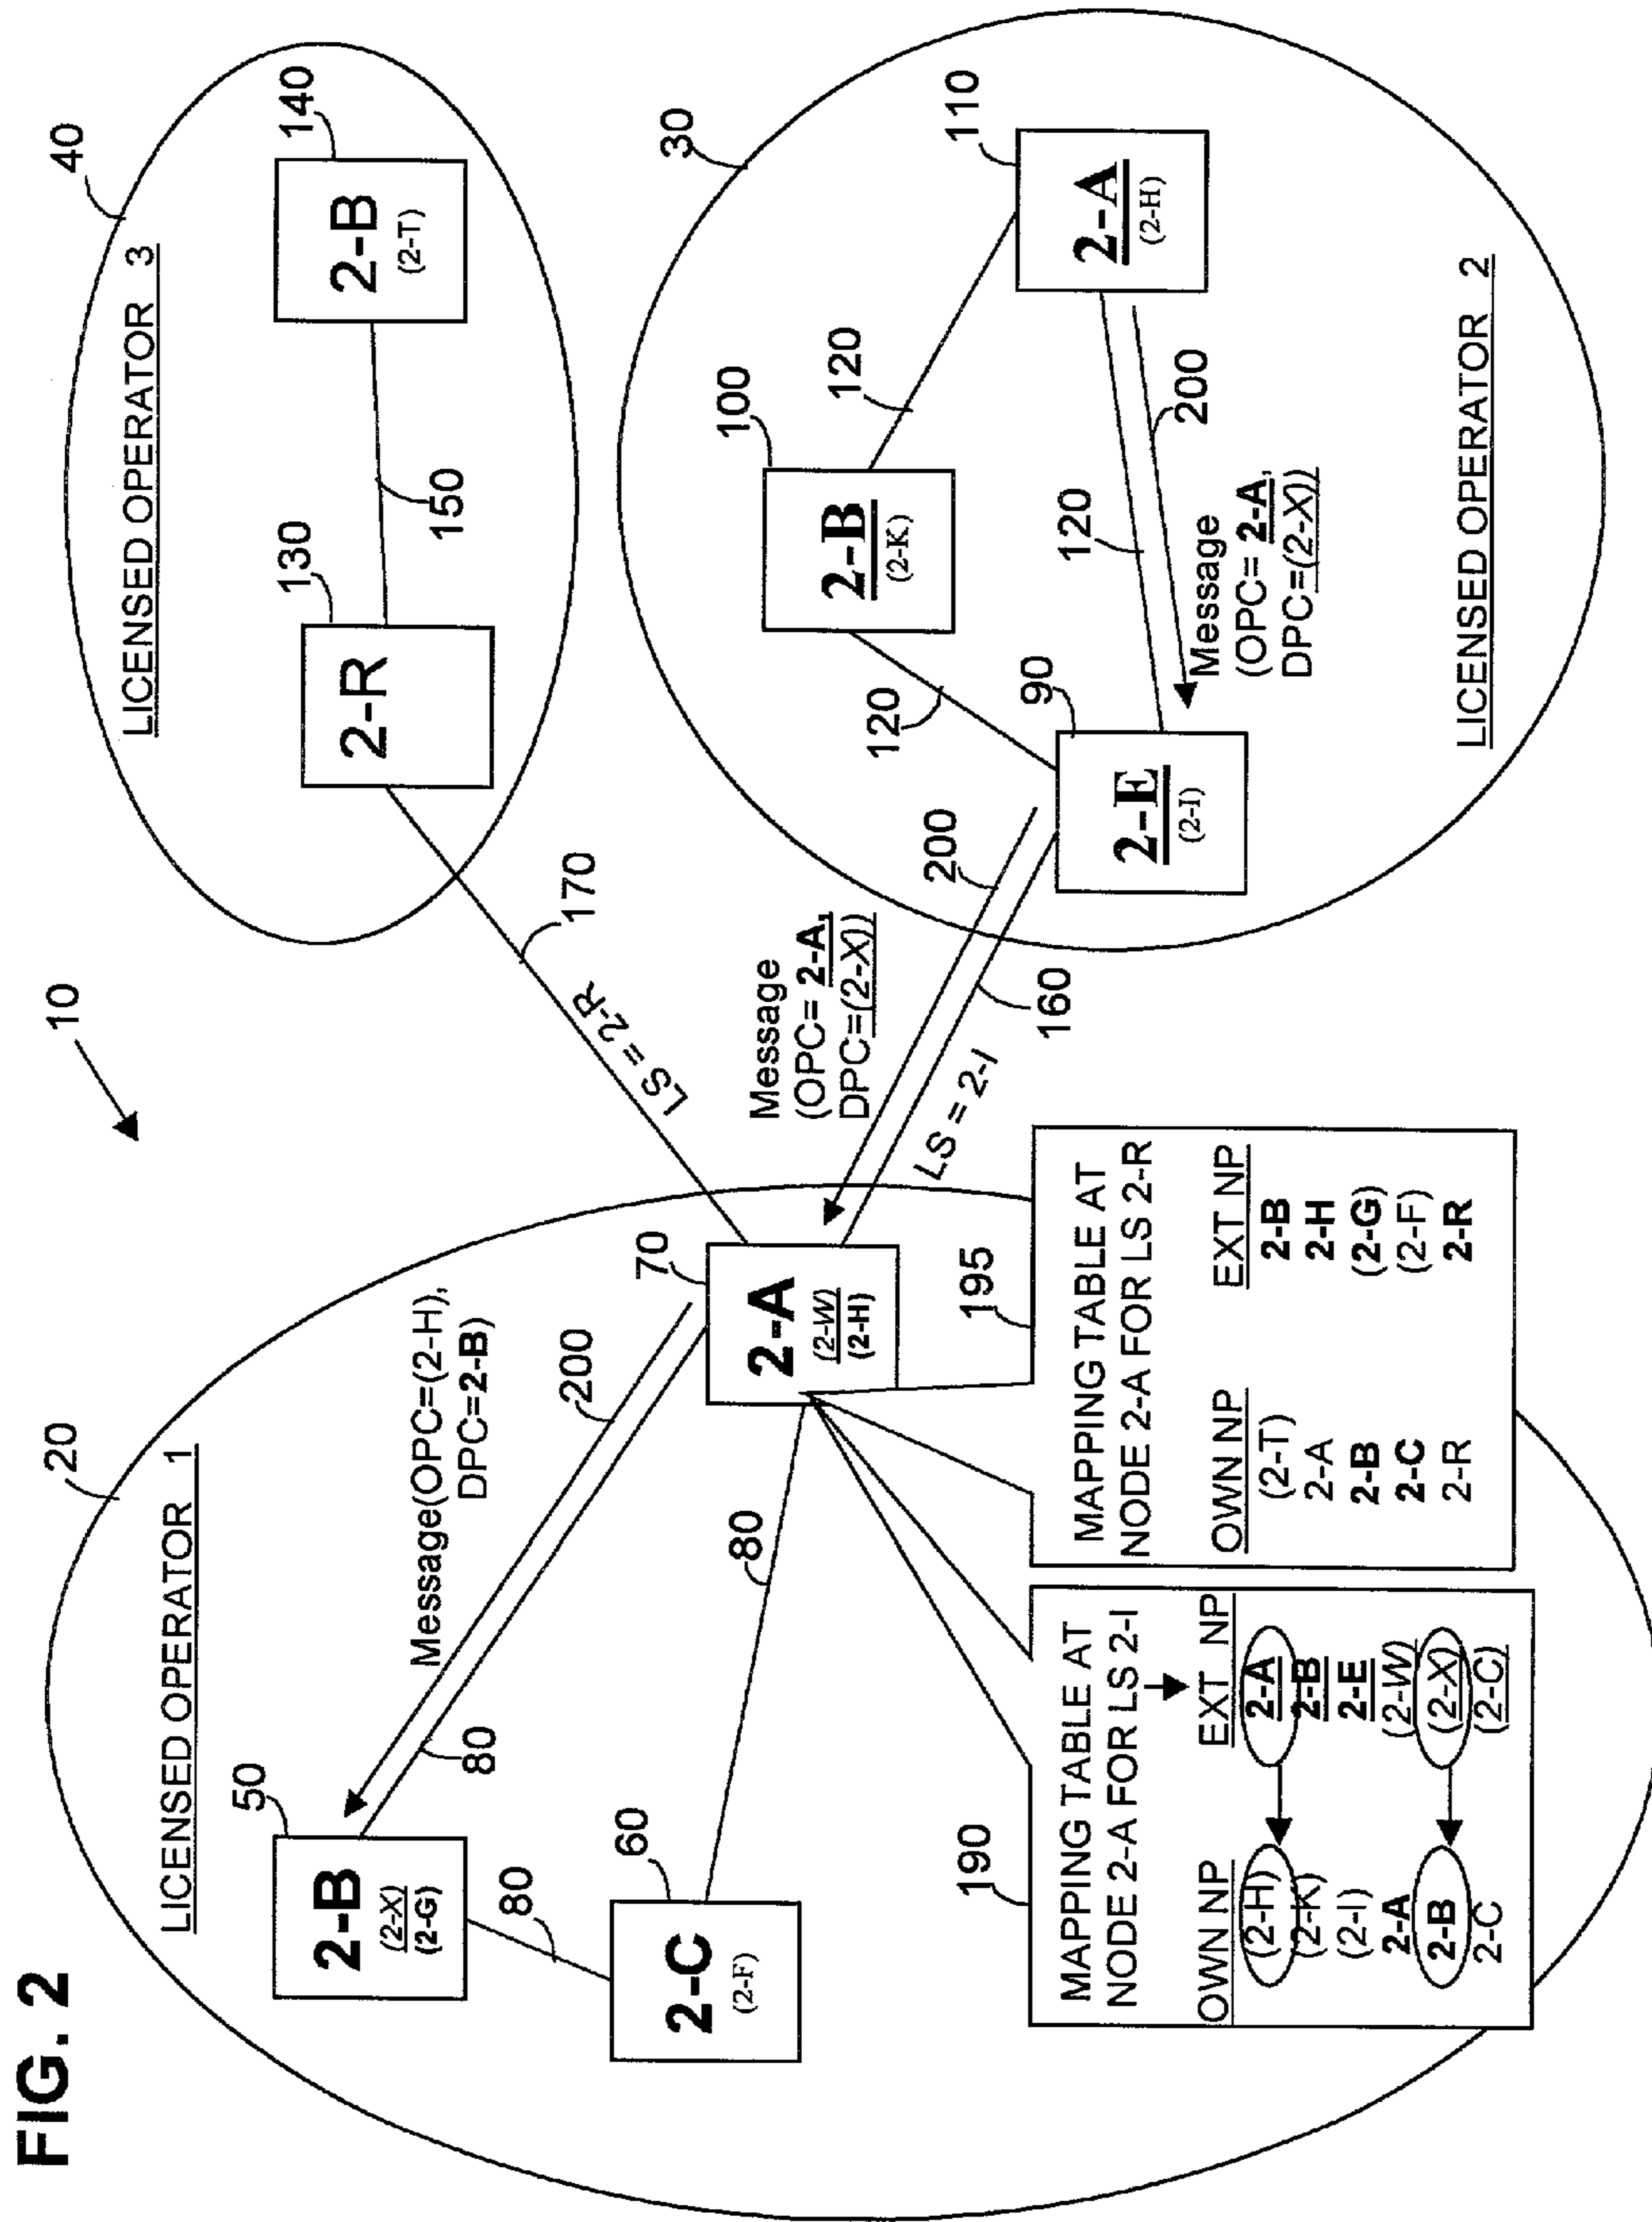 FIG. 2
10
20
LICENSED OPERATOR 1
50
2-B
(2-X)
(2-G)
80
60
2-C
(2-F)
80
80
Message(OPC=(2-H),
DPC=2-B)
200
70
2-A
(2-W)
(2-H)
190
MAPPING TABLE AT
NODE 2-A FOR LS 2-I
OWN NP EXT NP
(2-H) 2-A
(2-K) 2-B
(2-I) 2-E
2-A (2-W)
2-B (2-X)
2-C (2-C)
195
MAPPING TABLE AT
NODE 2-A FOR LS 2-R
OWN NP EXT NP
(2-T) 2-B
2-A 2-H
2-B (2-G)
2-C (2-F)
2-R 2-R
LS = 2-R
170
Message
(OPC= 2-A,
DPC=(2-X))
200
LS = 2-I
160
40
LICENSED OPERATOR 3
130
2-R
150
140
2-B
(2-T)
30
100
2-B
(2-K)
120
120
110
2-A
(2-H)
90
2-E
(2-I)
120
200
Message
(OPC= 2-A,
DPC=(2-X))
LICENSED OPERATOR 2